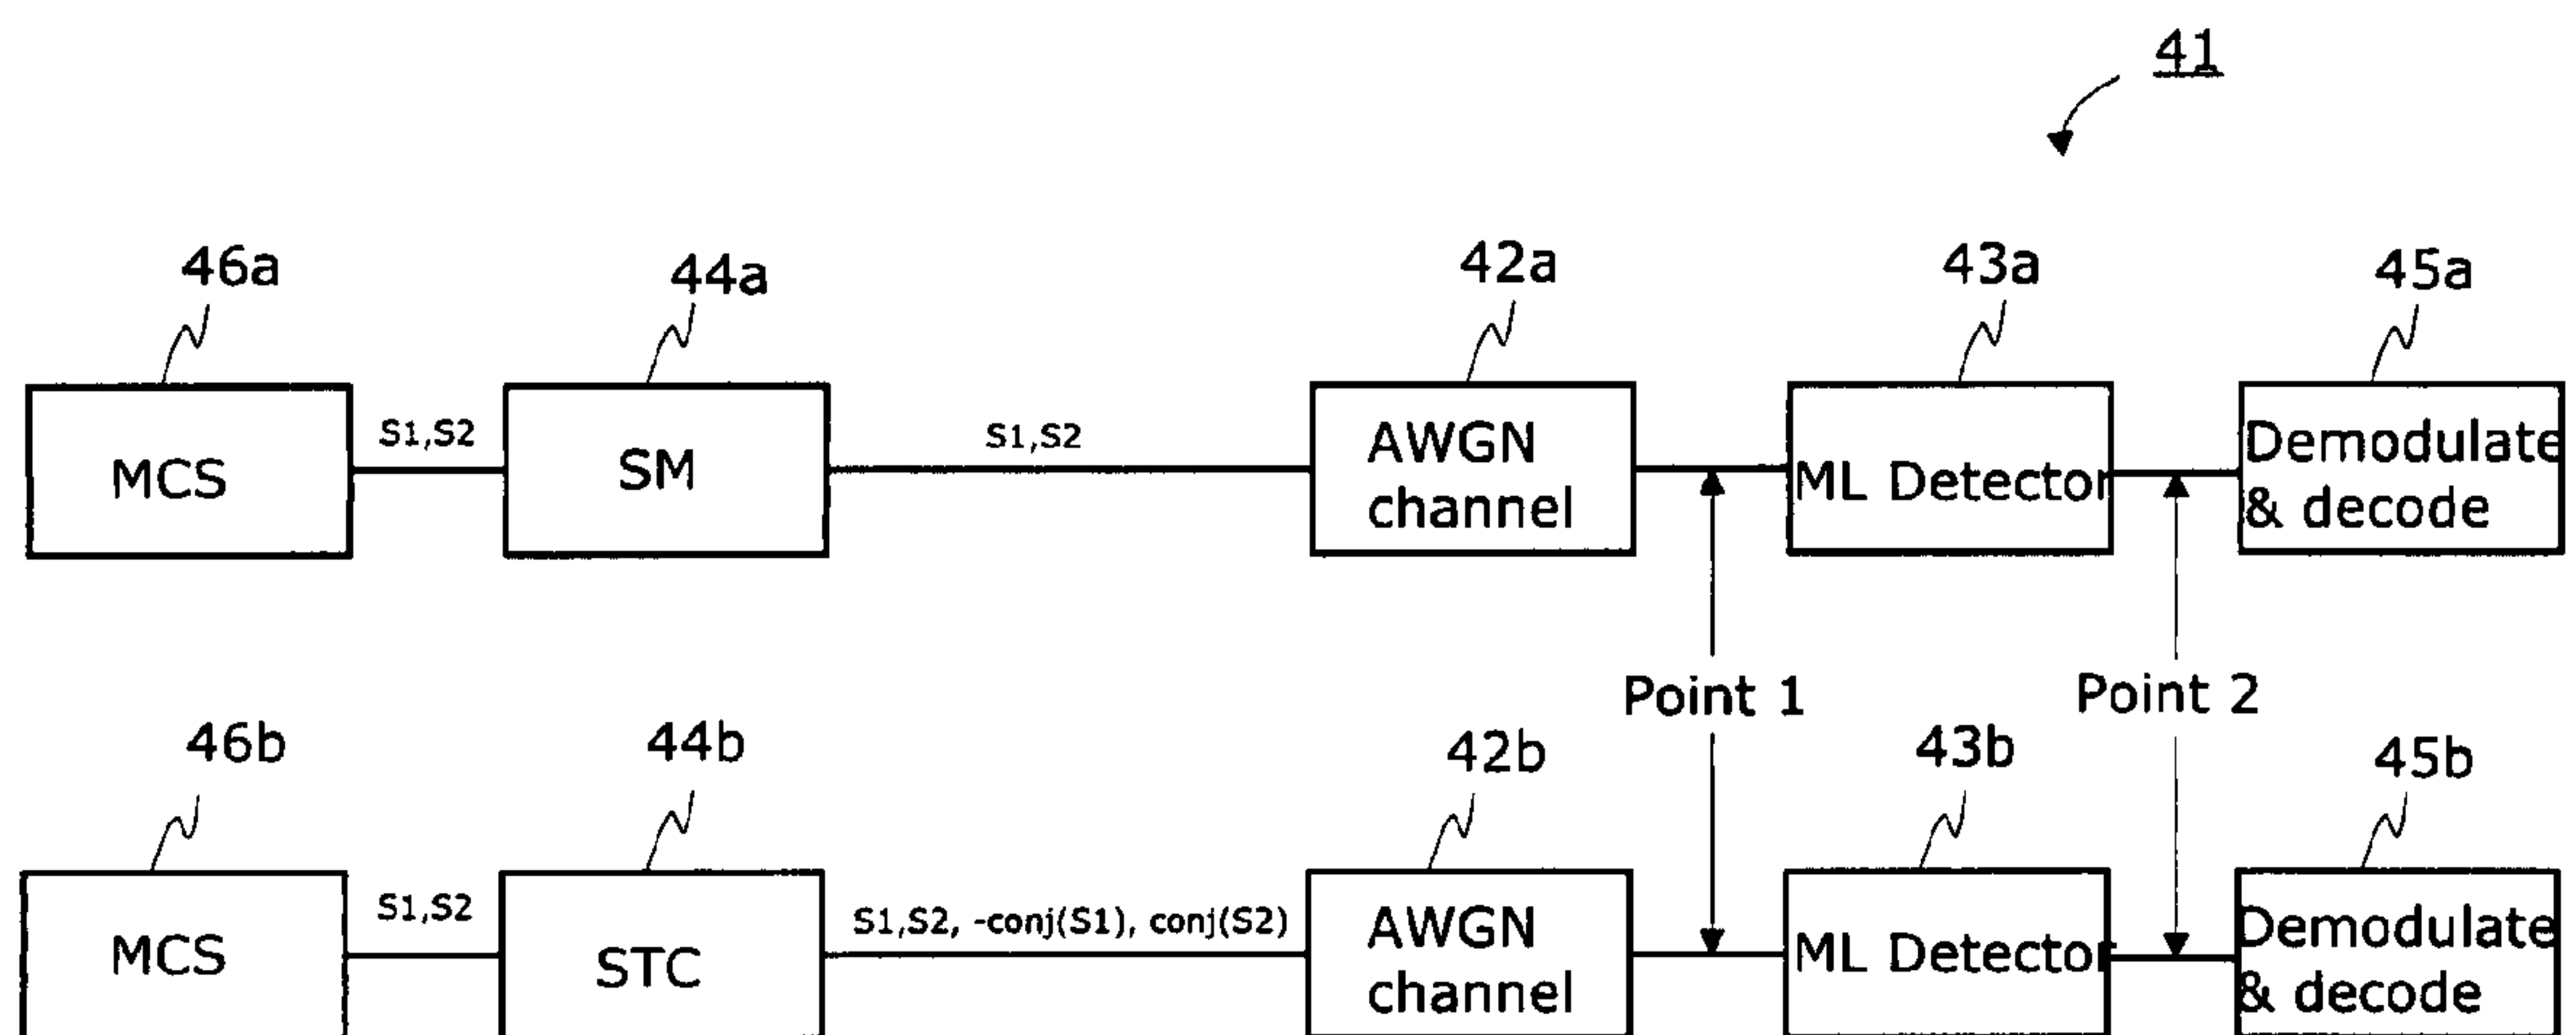 41
46a
44a
42a
43a
45a
MCS
S1,S2
SM
S1,S2
AWGN
channel
ML Detector
Demodulate
& decode
Point 1
Point 2
46b
44b
42b
43b
45b
MCS
S1,S2
STC
S1,S2, -conj(S1), conj(S2)
AWGN
channel
ML Detector
Demodulate
& decode